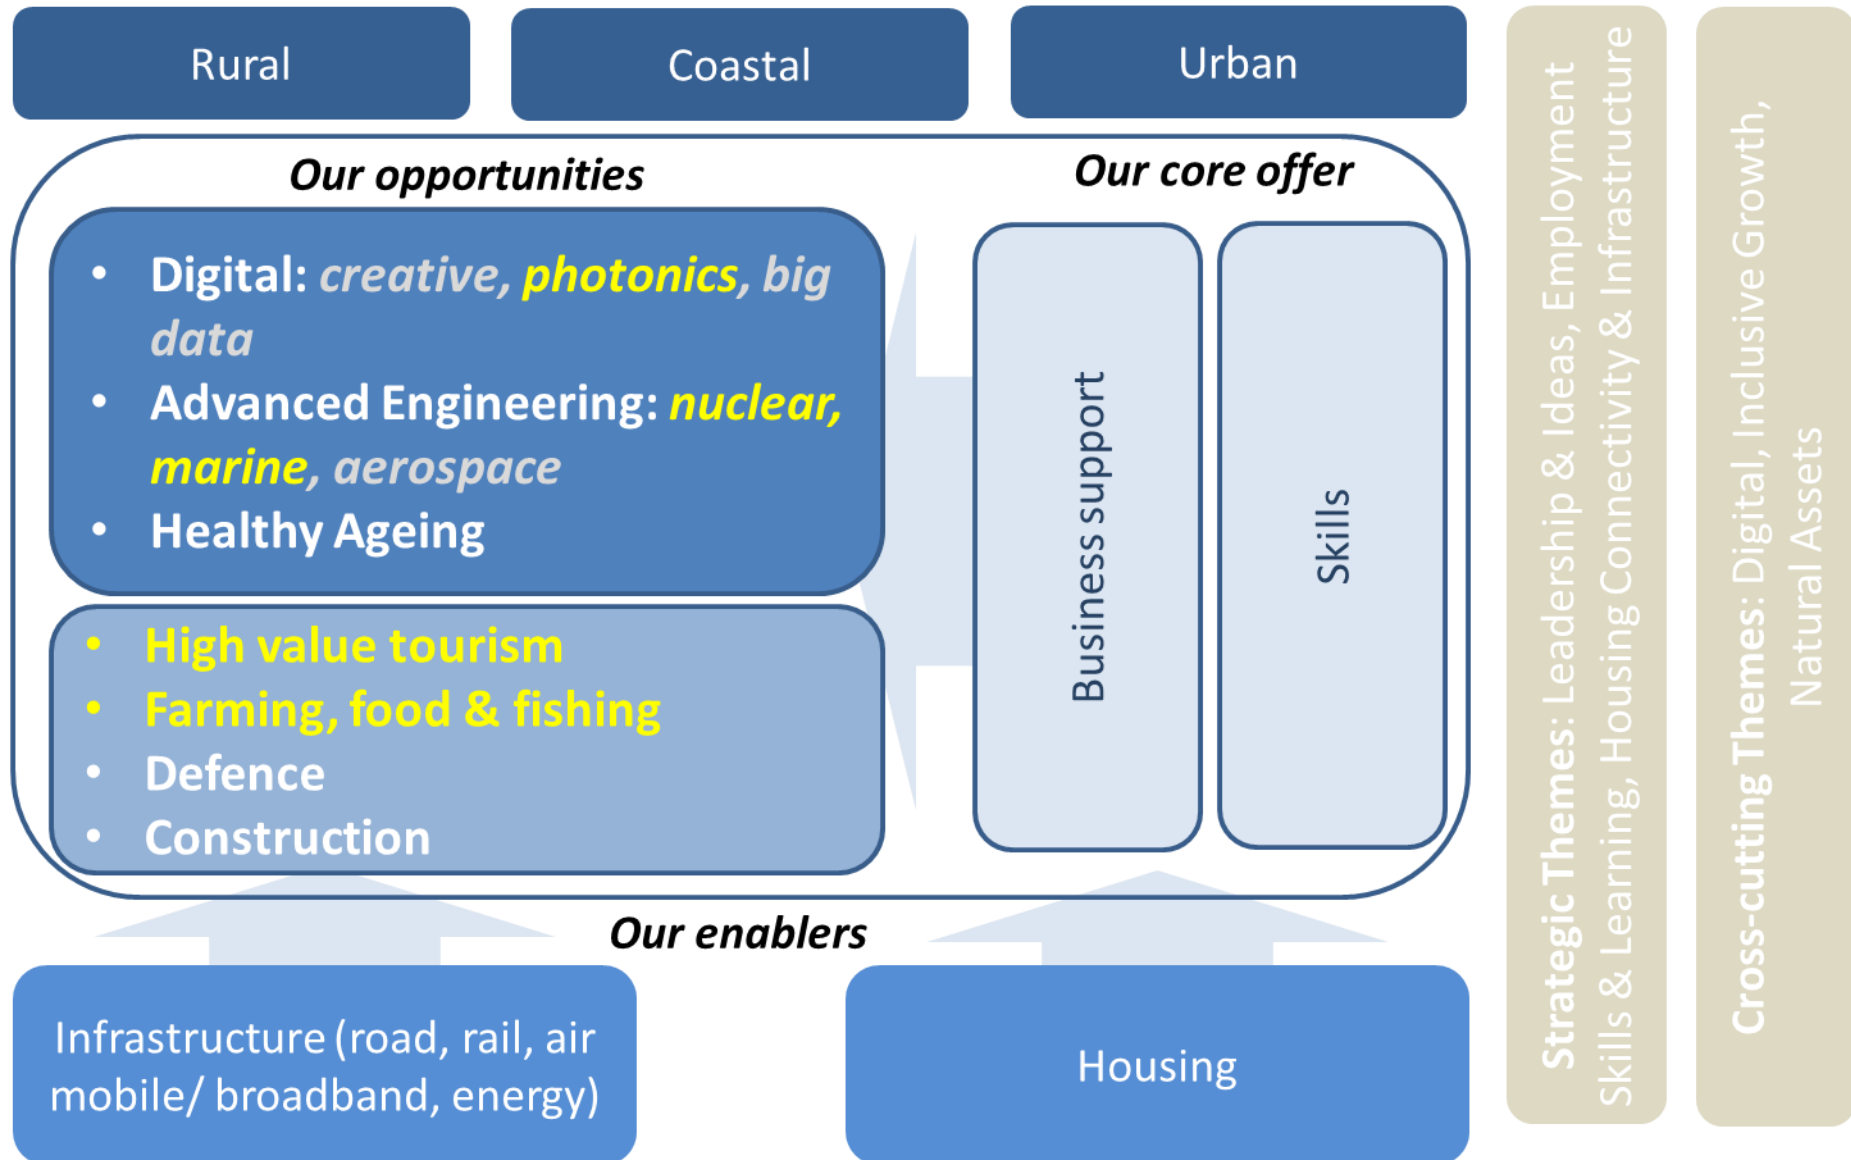 Rural
Coastal
Urban
Our opportunities
• Digital: creative, photonics, big
data
• Advanced Engineering: nuclear,
marine, aerospace
• Healthy Ageing
• High value tourism
• Farming, food & fishing
• Defence
• Construction
Our core offer
Business support
Skills
Our enablers
Infrastructure (road, rail, air
mobile/ broadband, energy)
Housing
Strategic Themes: Leadership & Ideas, Employment
Skills & Learning, Housing Connectivity & Infrastructure
Cross-cutting Themes: Digital, Inclusive Growth,
Natural Assets